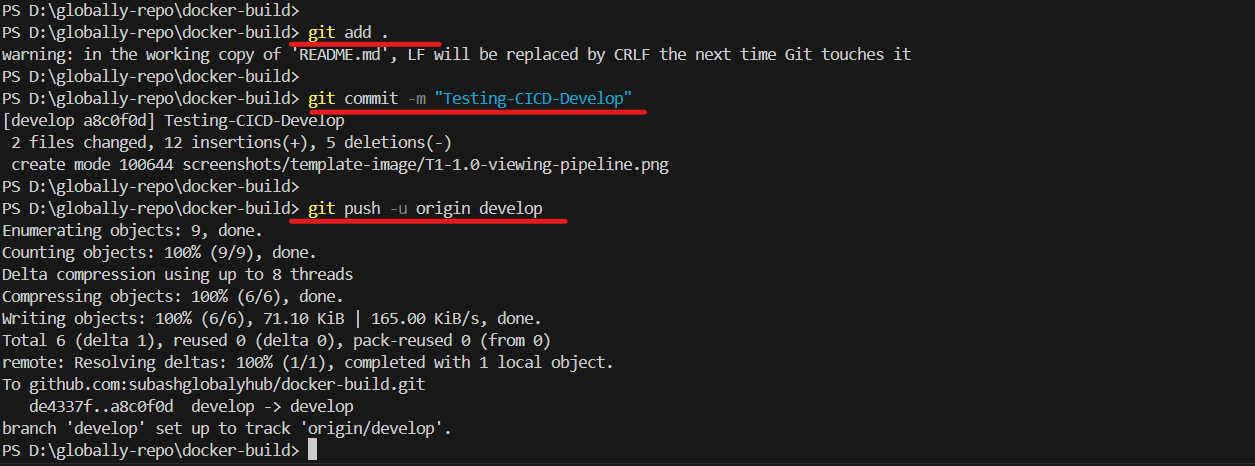 PS D:\globally-repo\docker-build>
PS D:\globally-repo\docker-build> git add .
warning: in the working copy of 'README.md', LF will be replaced by CRLF the next time Git touches it
PS D:\globally-repo\docker-build>
PS D:\globally-repo\docker-build> git commit -m "Testing-CICD-Develop"
[develop a8c0f0d] Testing-CICD-Develop
 2 files changed, 12 insertions(+), 5 deletions(-)
 create mode 100644 screenshots/template-image/T1-1.0-viewing-pipeline.png
PS D:\globally-repo\docker-build>
PS D:\globally-repo\docker-build> git push -u origin develop
Enumerating objects: 9, done.
Counting objects: 100% (9/9), done.
Delta compression using up to 8 threads
Compressing objects: 100% (6/6), done.
Writing objects: 100% (6/6), 71.10 KiB | 165.00 KiB/s, done.
Total 6 (delta 1), reused 0 (delta 0), pack-reused 0 (from 0)
remote: Resolving deltas: 100% (1/1), completed with 1 local object.
To github.com:subashglobalyhub/docker-build.git
   de4337f..a8c0f0d  develop -> develop
branch 'develop' set up to track 'origin/develop'.
PS D:\globally-repo\docker-build>